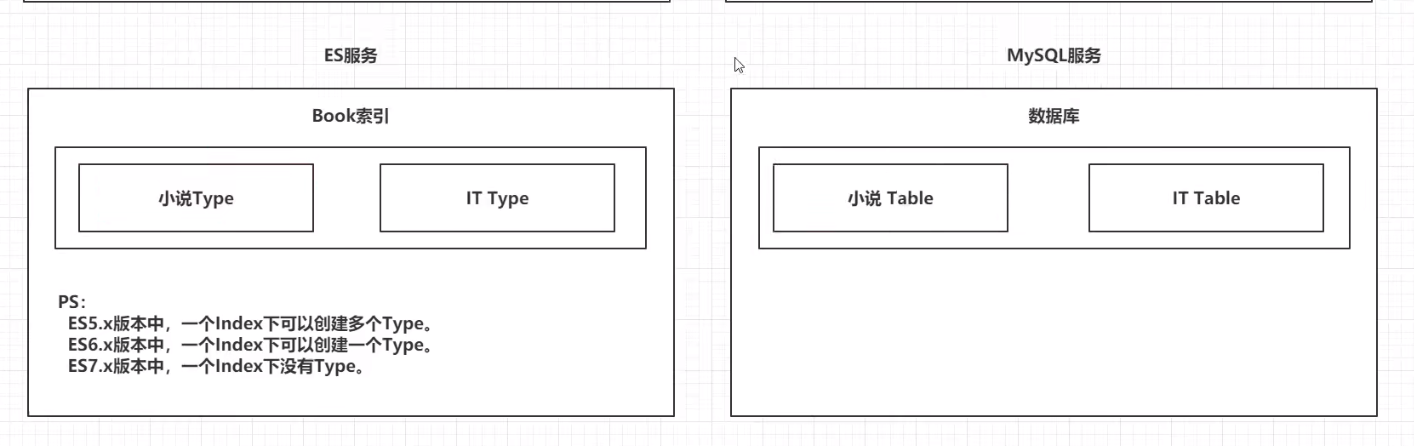 ES服务
Book索引
小说Type
IT Type
PS：
ES5.x版本中，一个Index下可以创建多个Type。
ES6.x版本中，一个Index下可以创建一个Type。
ES7.x版本中，一个Index下没有Type。
MySQL服务
数据库
小说 Table
IT Table